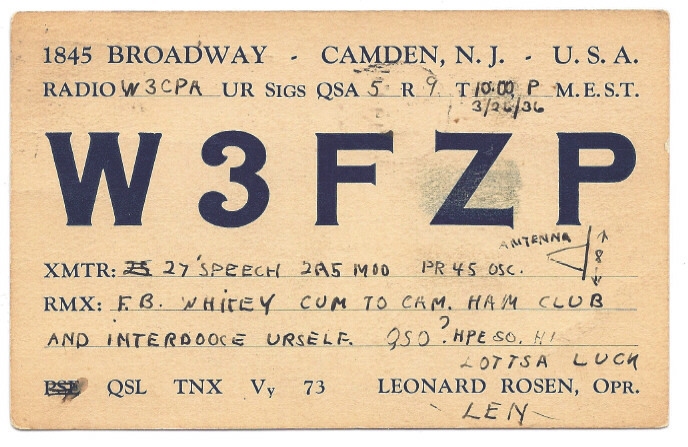 1845 BROADWAY - CAMDEN, N. J. - U. S. A.
RADIO W3CPA UR SIGS QSA 5 R 9 T 10:00 P M.E.S.T.
3/26/36
W3FZP
ANTENNA 8
XMTR: 27 SPEECH 2A5 MOD PR 45 OSC.
RMX: F.B. WHITEY CUM TO CAM. HAM CLUB
AND INTERDOOCE URSELF. QSO? HPE SO. HI
LOTTSA LUCK
PSE QSL TNX Vy 73 LEONARD ROSEN, OPR.
- LEN -